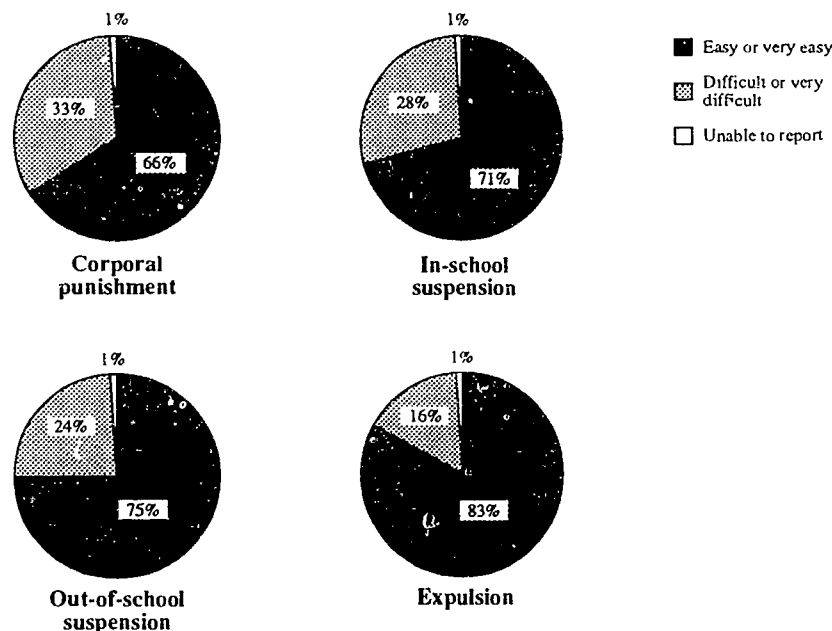 1%
33%
66%
Corporal
punishment
1%
28%
71%
In-school
suspension
Easy or very easy
Difficult or very
difficult
Unable to report
1%
24%
75%
Out-of-school
suspension
1%
16%
83%
Expulsion